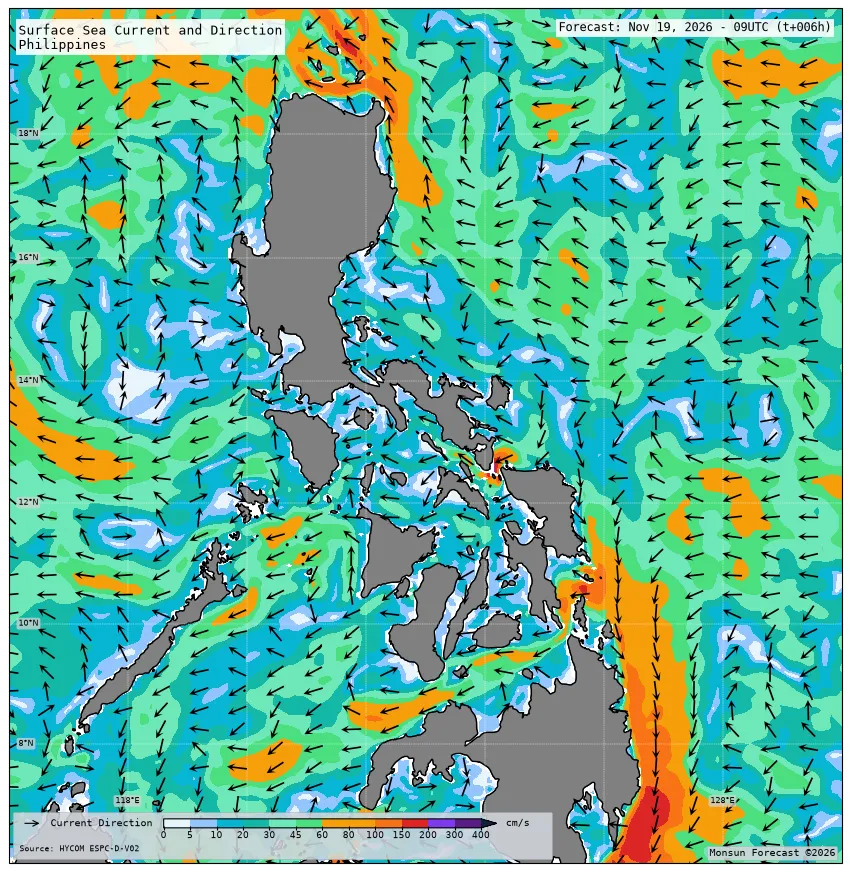 Surface Sea Current and Direction
Philippines
Forecast: Nov 19, 2026 - 09UTC (t+006h)
18°N
16°N
14°N
12°N
10°N
8°N
118°E
128°E
Current Direction
0 5 10 20 30 45 60 80 100 150 200 300 400
cm/s
Source: HYCOM ESPC-D-V02
Monsun Forecast ©2026